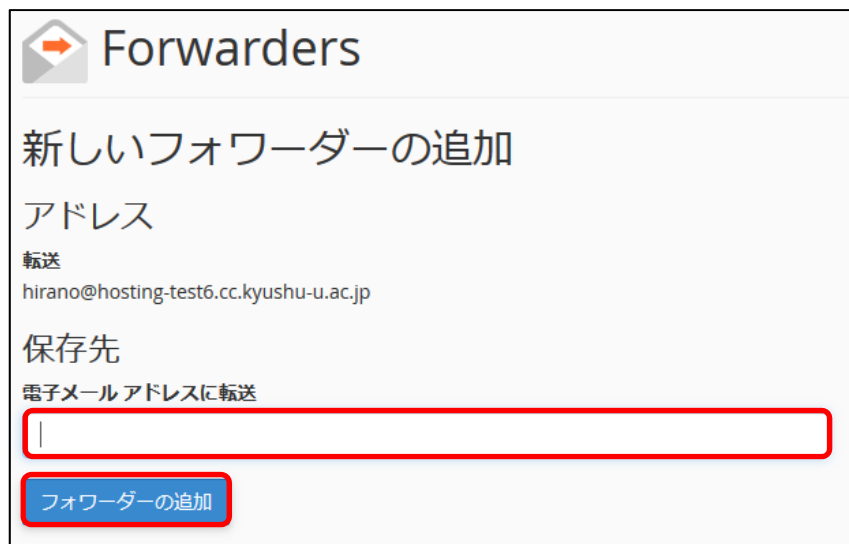 Forwarders
新しいフォワーダーの追加
アドレス
転送
hirano@hosting-test6.cc.kyushu-u.ac.jp
保存先
電子メール アドレスに転送
フォワーダーの追加